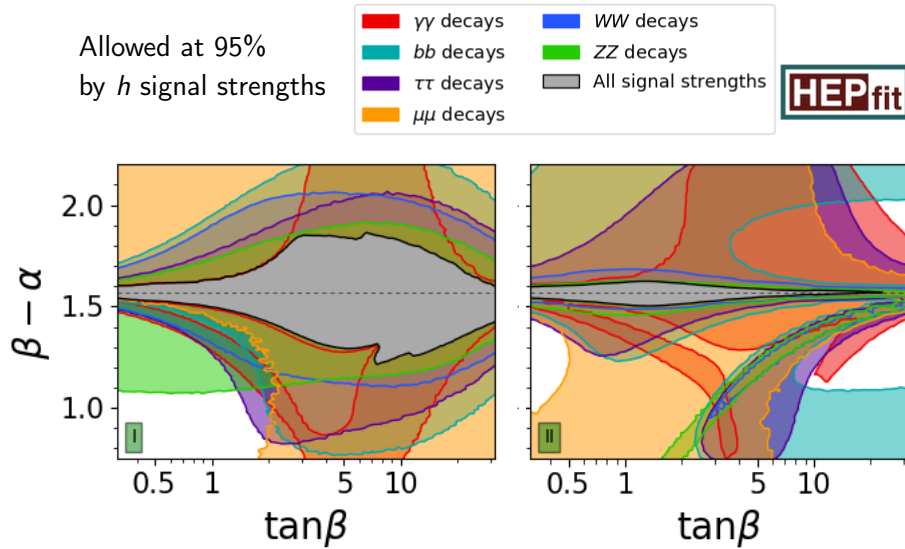 Allowed at 95%
by h signal strengths
γγ decays
bb decays
ττ decays
μμ decays
WW decays
ZZ decays
All signal strengths
HEPfit
β − α
2.0
1.5
1.0
I
II
0.5 1 5 10
0.5 1 5 10
tanβ
tanβ